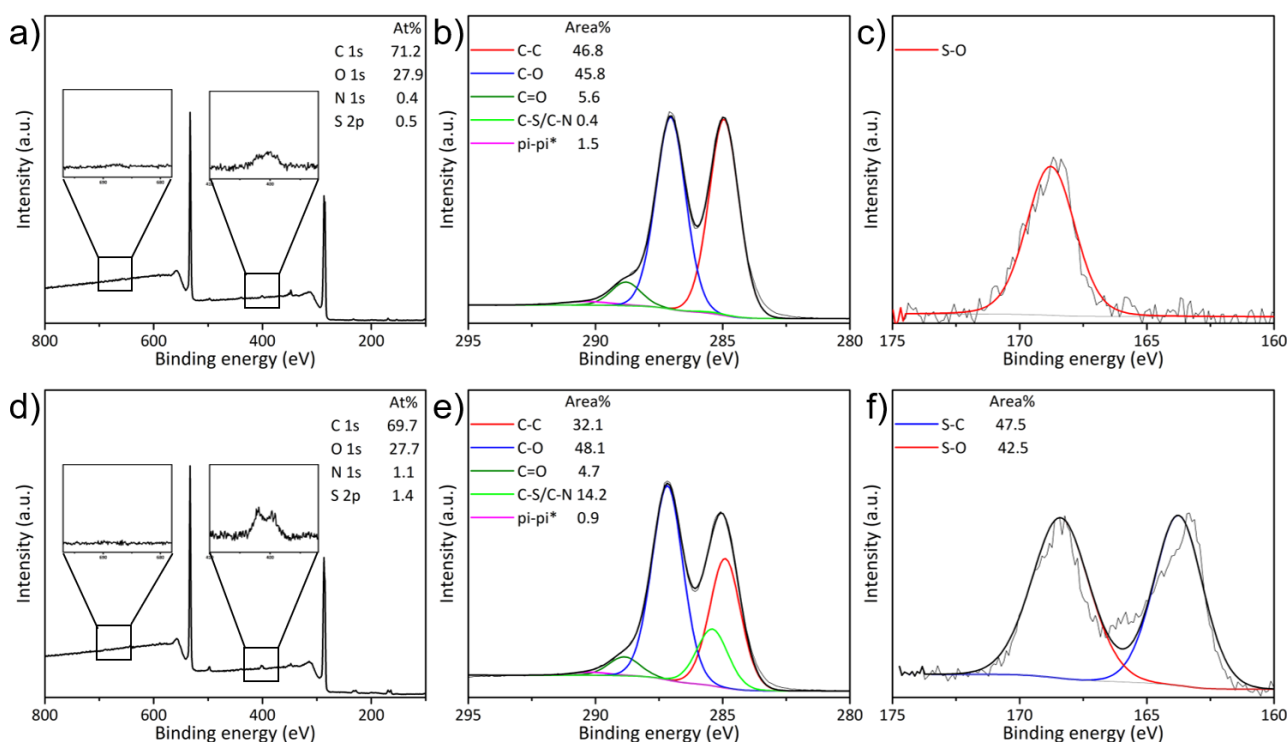 a)
At%
C 1s 71.2
O 1s 27.9
N 1s 0.4
S 2p 0.5
400
Intensity (a.u.)
800 600 400 200
Binding energy (eV)
b)
Area%
C-C 46.8
C-O 45.8
C=O 5.6
C-S/C-N 0.4
pi-pi* 1.5
Intensity (a.u.)
295 290 285 280
Binding energy (eV)
c)
S-O
Intensity (a.u.)
175 170 165 160
Binding energy (eV)
d)
At%
C 1s 69.7
O 1s 27.7
N 1s 1.1
S 2p 1.4
400
Intensity (a.u.)
800 600 400 200
Binding energy (eV)
e)
Area%
C-C 32.1
C-O 48.1
C=O 4.7
C-S/C-N 14.2
pi-pi* 0.9
Intensity (a.u.)
295 290 285 280
Binding energy (eV)
f)
Area%
S-C 47.5
S-O 42.5
Intensity (a.u.)
175 170 165 160
Binding energy (eV)